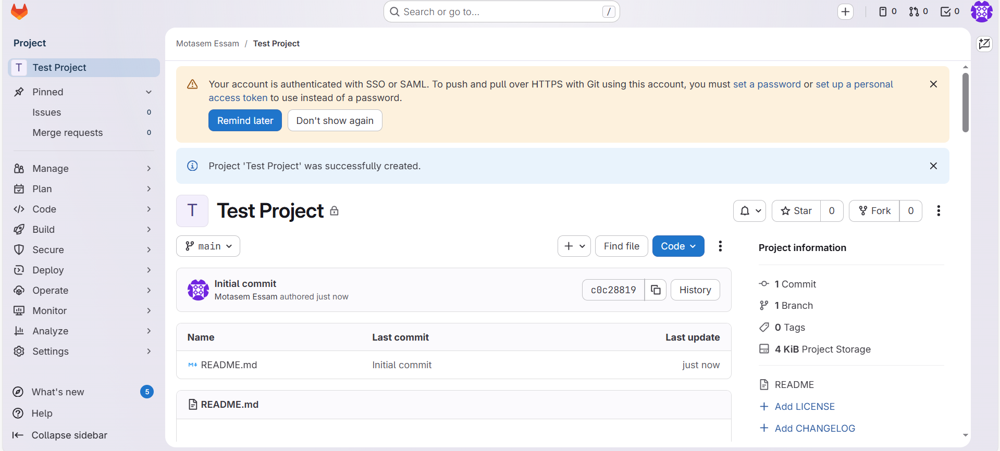 Search or go to...
/
0
0
0
Project
T
Test Project
Pinned
Issues
0
Merge requests
0
Manage
Plan
Code
Build
Secure
Deploy
Operate
Monitor
Analyze
Settings
What's new
5
Help
Collapse sidebar
Motasem Essam / Test Project
Your account is authenticated with SSO or SAML. To push and pull over HTTPS with Git using this account, you must set a password or set up a personal
access token to use instead of a password.
Remind later
Don't show again
Project 'Test Project' was successfully created.
T
Test Project
Star
0
Fork
0
main
Find file
Code
Initial commit
Motasem Essam authored just now
c0c28819
History
Name
Last commit
Last update
README.md
Initial commit
just now
README.md
Project information
1 Commit
1 Branch
0 Tags
4 KiB Project Storage
README
Add LICENSE
Add CHANGELOG